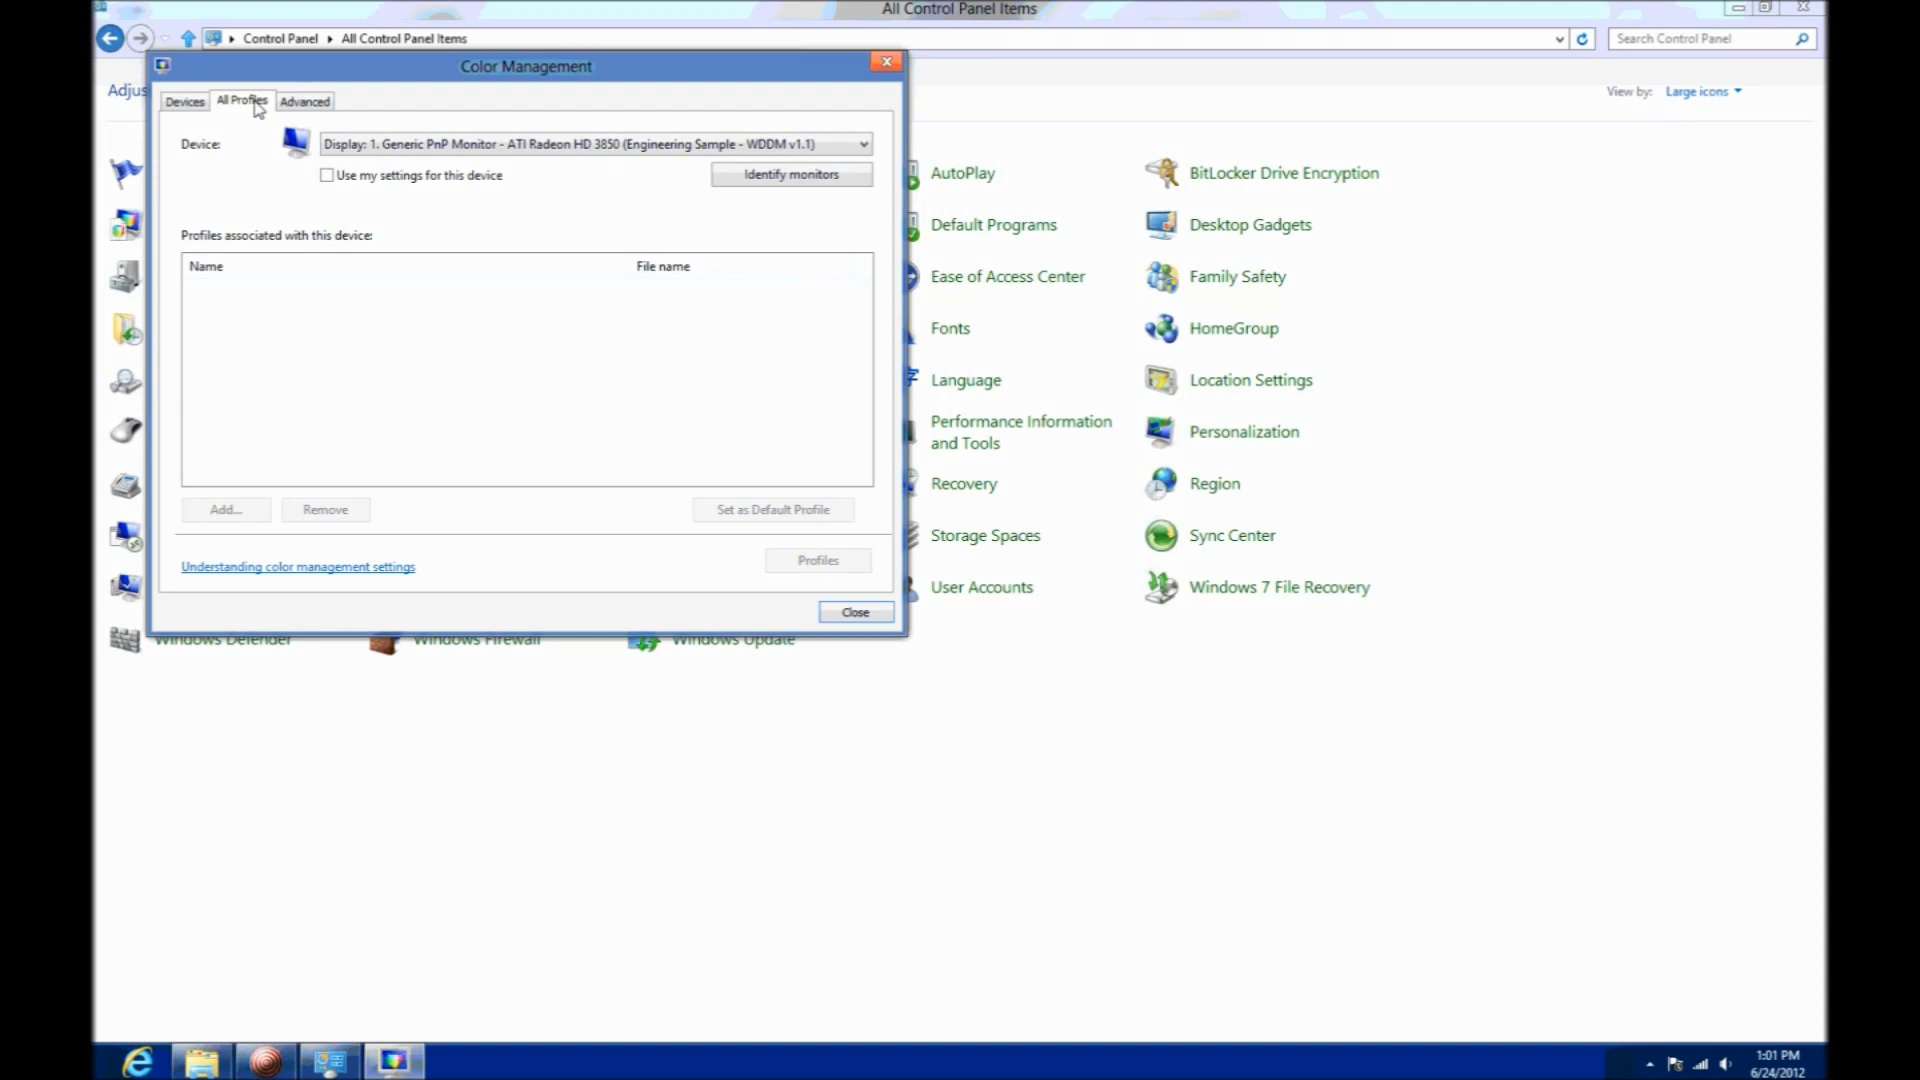 All Control Panel Items
Control Panel
All Control Panel Items
Search Control Panel
Color Management
Adjus
View by: Large icons
Devices
All Profiles
Advanced
Device:
Display: 1. Generic PnP Monitor - ATI Radeon HD 3850 (Engineering Sample - WDDM v1.1)
Use my settings for this device
Identify monitors
Profiles associated with this device:
Name
File name
Add...
Remove
Set as Default Profile
Understanding color management settings
Profiles
Close
AutoPlay
BitLocker Drive Encryption
Default Programs
Desktop Gadgets
Ease of Access Center
Family Safety
Fonts
HomeGroup
Language
Location Settings
Performance Information
and Tools
Personalization
Recovery
Region
Storage Spaces
Sync Center
User Accounts
Windows 7 File Recovery
Windows Defender
Windows Firewall
Windows Update
1:01 PM
6/24/2012